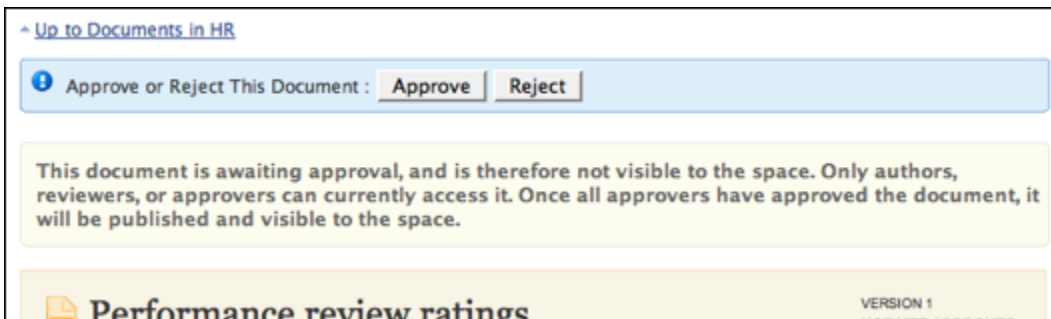 Up to Documents in HR
Approve or Reject This Document : Approve Reject
This document is awaiting approval, and is therefore not visible to the space. Only authors,
reviewers, or approvers can currently access it. Once all approvers have approved the document, it
will be published and visible to the space.
Performance review ratings
VERSION 1